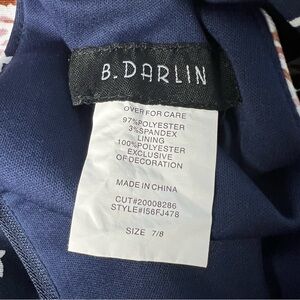 B. DARLIN
OVER FOR CARE
97%POLYESTER
3%SPANDEX
LINING
100%POLYESTER
EXCLUSIVE
OF DECORATION
MADE IN CHINA
CUT#20008286
STYLE#I56FJ478
SIZE 7/8